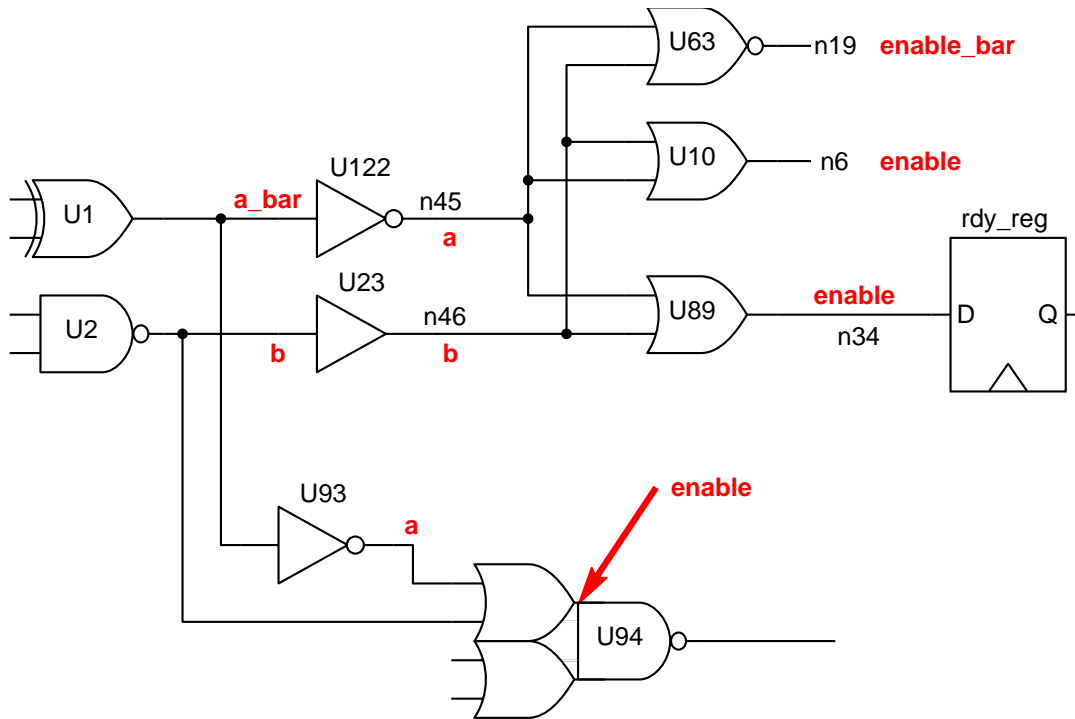 U63
n19 enable_bar
U122
U10
n6 enable
U1
a_bar
n45
a
rdy_reg
U23
enable
U2
n46
U89
D
Q
b
b
n34
U93
enable
a
U94